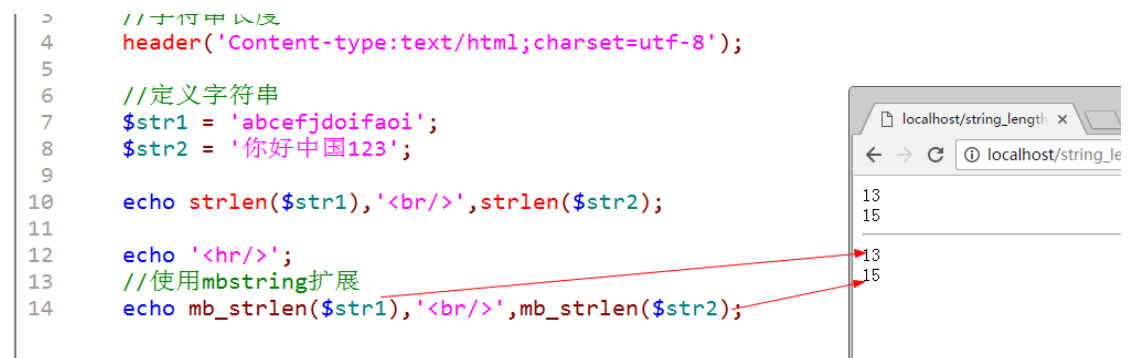 3 //字符串长度
4 header('Content-type:text/html;charset=utf-8');
5
6 //定义字符串
7 $str1 = 'abcefjdoifaoi';
8 $str2 = '你好中国123';
9
10 echo strlen($str1),'<br/>',strlen($str2);
11
12 echo '<hr/>';
13 //使用mbstring扩展
14 echo mb_strlen($str1),'<br/>',mb_strlen($str2);
localhost/string_length
localhost/string_le
13
15
13
15